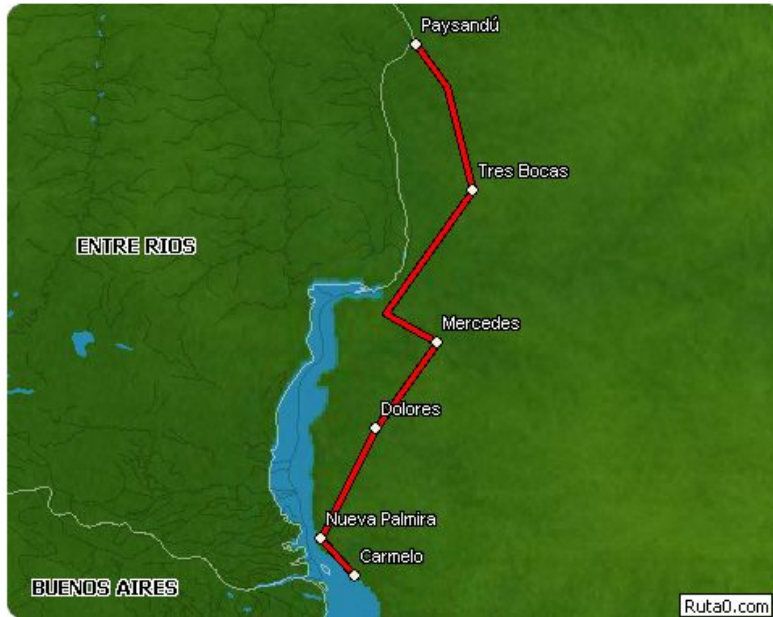 Paysandú
Tres Bocas
ENTRE RIOS
Mercedes
Dolores
Nueva Palmira
Carmelo
BUENOS AIRES
Ruta0.com